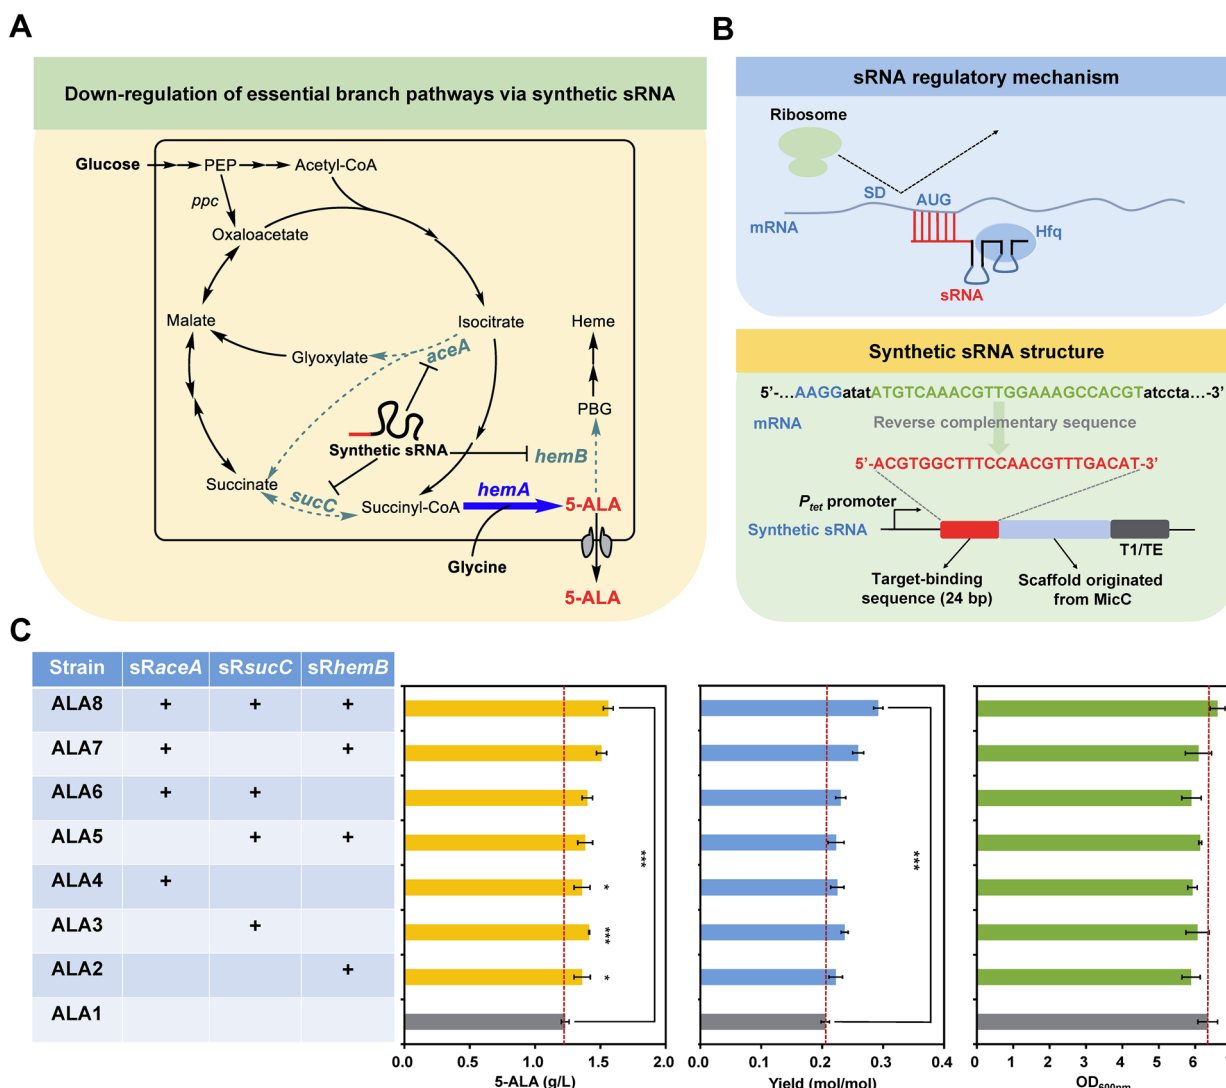 A
Down-regulation of essential branch pathways via synthetic sRNA
Glucose
PEP
Acetyl-CoA
ppc
Oxaloacetate
Malate
Isocitrate
Heme
Glyoxylate
aceA
PBG
Synthetic sRNA
hemB
Succinate
sucC
Succinyl-CoA
hemA
5-ALA
Glycine
5-ALA
B
sRNA regulatory mechanism
Ribosome
SD
AUG
mRNA
Hfq
sRNA
Synthetic sRNA structure
5’-...AAGGatatATGTCAAACGTTGGAAAGCCACGTatccta...-3’
mRNA
Reverse complementary sequence
5’-ACGTGGCTTTCCAACGTTTGACAT-3’
Ptet promoter
Synthetic sRNA
T1/TE
Target-binding
sequence (24 bp)
Scaffold originated
from MicC
C
Strain sRaceA sRsucC sRhemB
ALA8 + + +
ALA7 + +
ALA6 + +
ALA5 + +
ALA4 +
ALA3 +
ALA2 +
ALA1
***
*
***
*
0.0 0.5 1.0 1.5 2.0
5-ALA (g/L)
***
0.0 0.1 0.2 0.3 0.4
Yield (mol/mol)
0 1 2 3 4 5 6
OD600nm